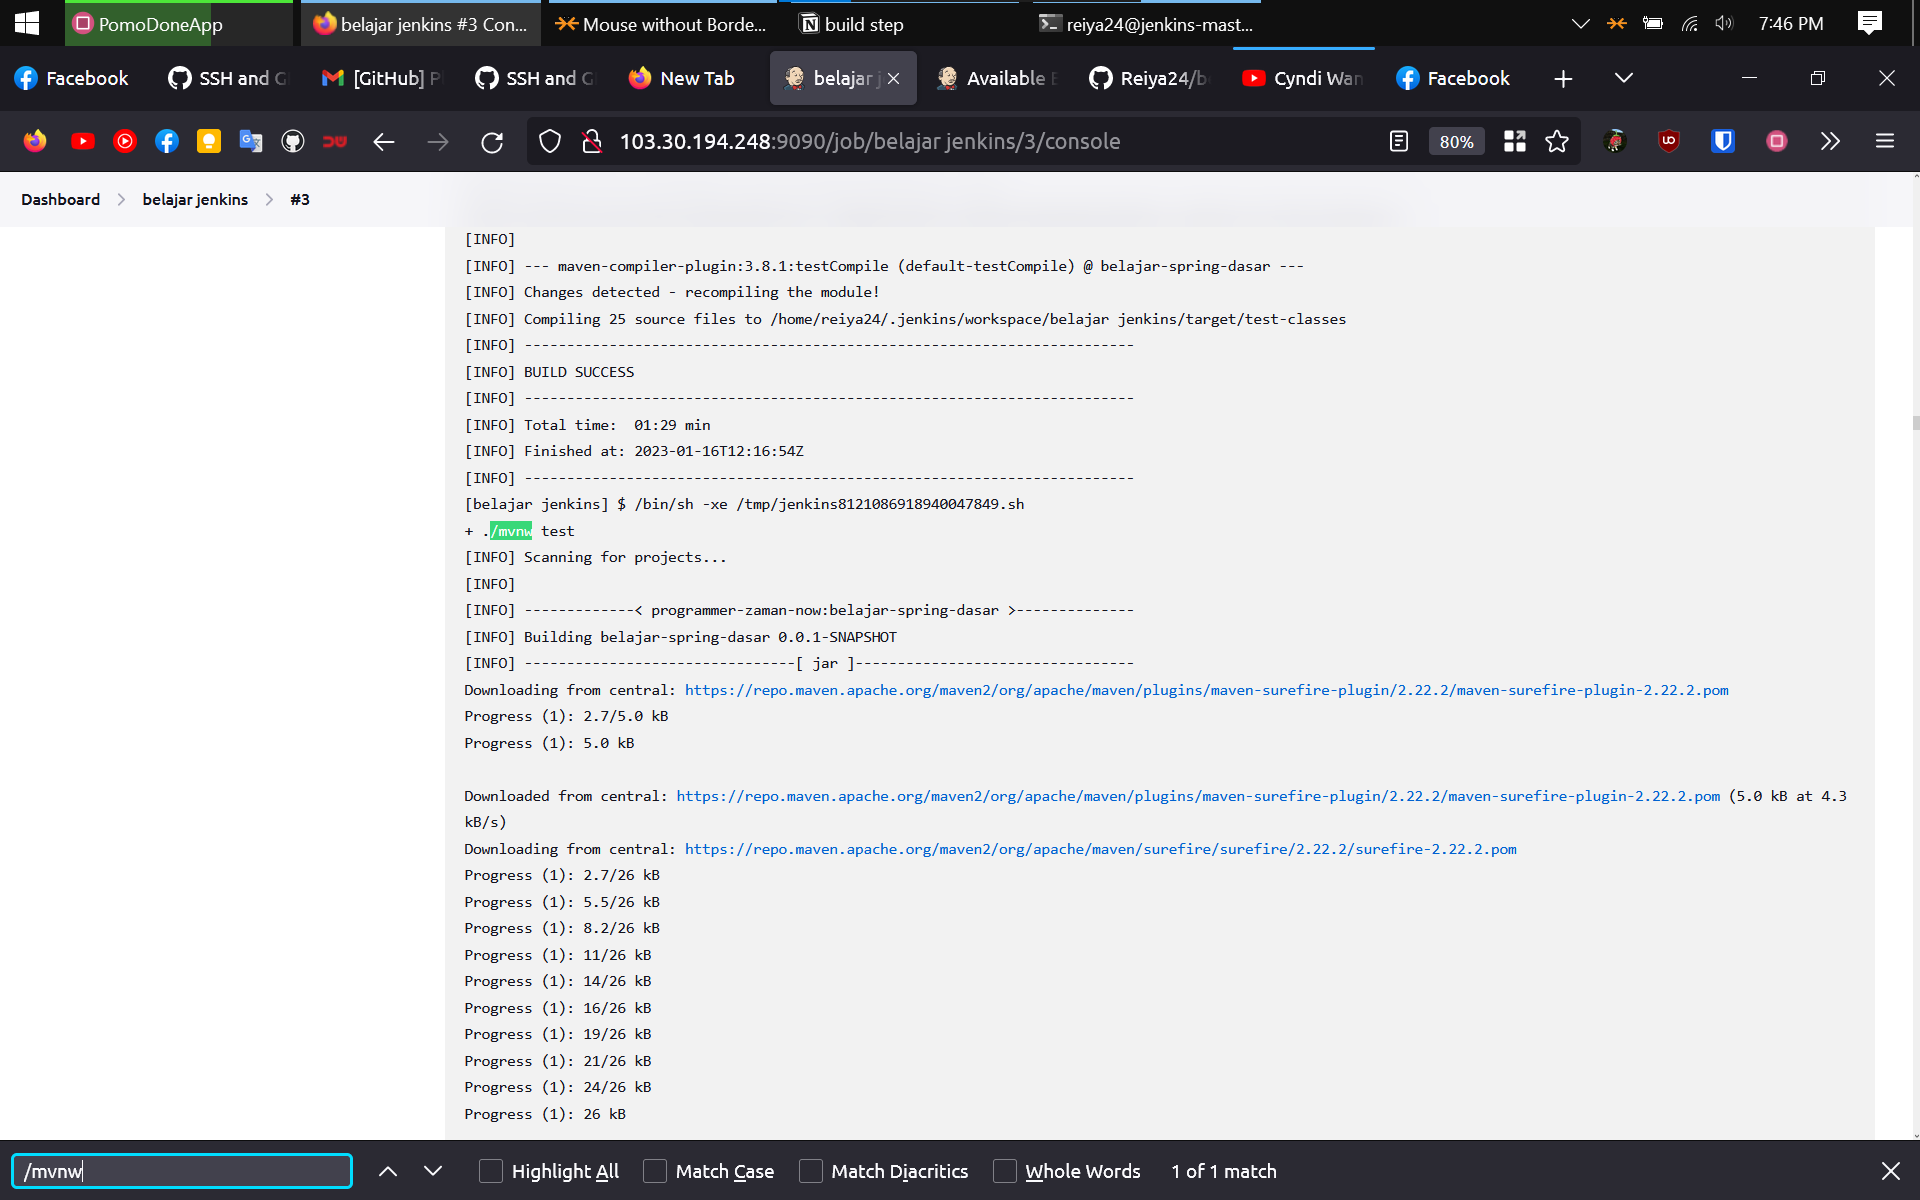 PomoDoneApp
belajar jenkins #3 Con...
Mouse without Borde...
build step
reiya24@jenkins-mast...
7:46 PM
Facebook
SSH and G
[GitHub] P
SSH and G
New Tab
belajar j
Available E
Reiya24/be
Cyndi Wan
Facebook
103.30.194.248:9090/job/belajar jenkins/3/console
80%
Dashboard
belajar jenkins
#3
[INFO]
[INFO] --- maven-compiler-plugin:3.8.1:testCompile (default-testCompile) @ belajar-spring-dasar ---
[INFO] Changes detected - recompiling the module!
[INFO] Compiling 25 source files to /home/reiya24/.jenkins/workspace/belajar jenkins/target/test-classes
[INFO] ------------------------------------------------------------------------
[INFO] BUILD SUCCESS
[INFO] ------------------------------------------------------------------------
[INFO] Total time:  01:29 min
[INFO] Finished at: 2023-01-16T12:16:54Z
[INFO] ------------------------------------------------------------------------
[belajar jenkins] $ /bin/sh -xe /tmp/jenkins8121086918940047849.sh
+ ./mvnw test
[INFO] Scanning for projects...
[INFO]
[INFO] -------------< programmer-zaman-now:belajar-spring-dasar >--------------
[INFO] Building belajar-spring-dasar 0.0.1-SNAPSHOT
[INFO] --------------------------------[ jar ]---------------------------------
Downloading from central: https://repo.maven.apache.org/maven2/org/apache/maven/plugins/maven-surefire-plugin/2.22.2/maven-surefire-plugin-2.22.2.pom
Progress (1): 2.7/5.0 kB
Progress (1): 5.0 kB
Downloaded from central: https://repo.maven.apache.org/maven2/org/apache/maven/plugins/maven-surefire-plugin/2.22.2/maven-surefire-plugin-2.22.2.pom (5.0 kB at 4.3
kB/s)
Downloading from central: https://repo.maven.apache.org/maven2/org/apache/maven/surefire/surefire/2.22.2/surefire-2.22.2.pom
Progress (1): 2.7/26 kB
Progress (1): 5.5/26 kB
Progress (1): 8.2/26 kB
Progress (1): 11/26 kB
Progress (1): 14/26 kB
Progress (1): 16/26 kB
Progress (1): 19/26 kB
Progress (1): 21/26 kB
Progress (1): 24/26 kB
Progress (1): 26 kB
/mvnw
Highlight All
Match Case
Match Diacritics
Whole Words
1 of 1 match